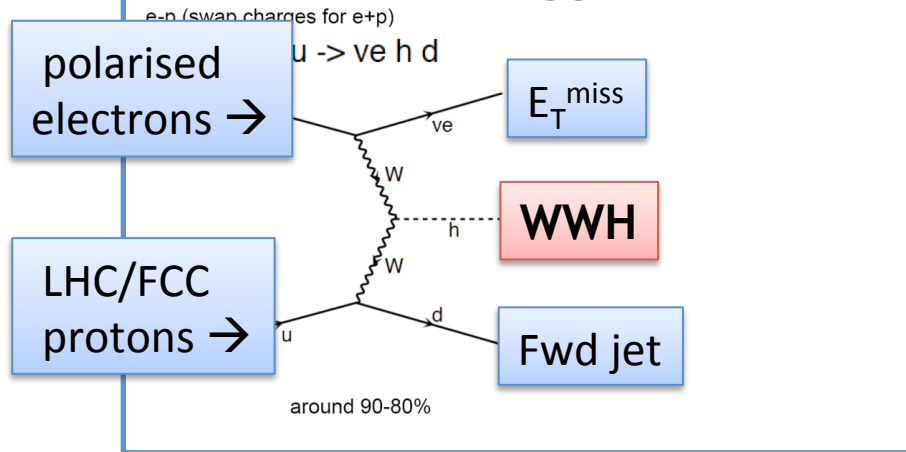 e-p (swap charges for e+p)
u -> ve h d
polarised
electrons →
ve
E_T^miss
W
h
WWH
W
LHC/FCC
protons →
u
d
Fwd jet
around 90-80%